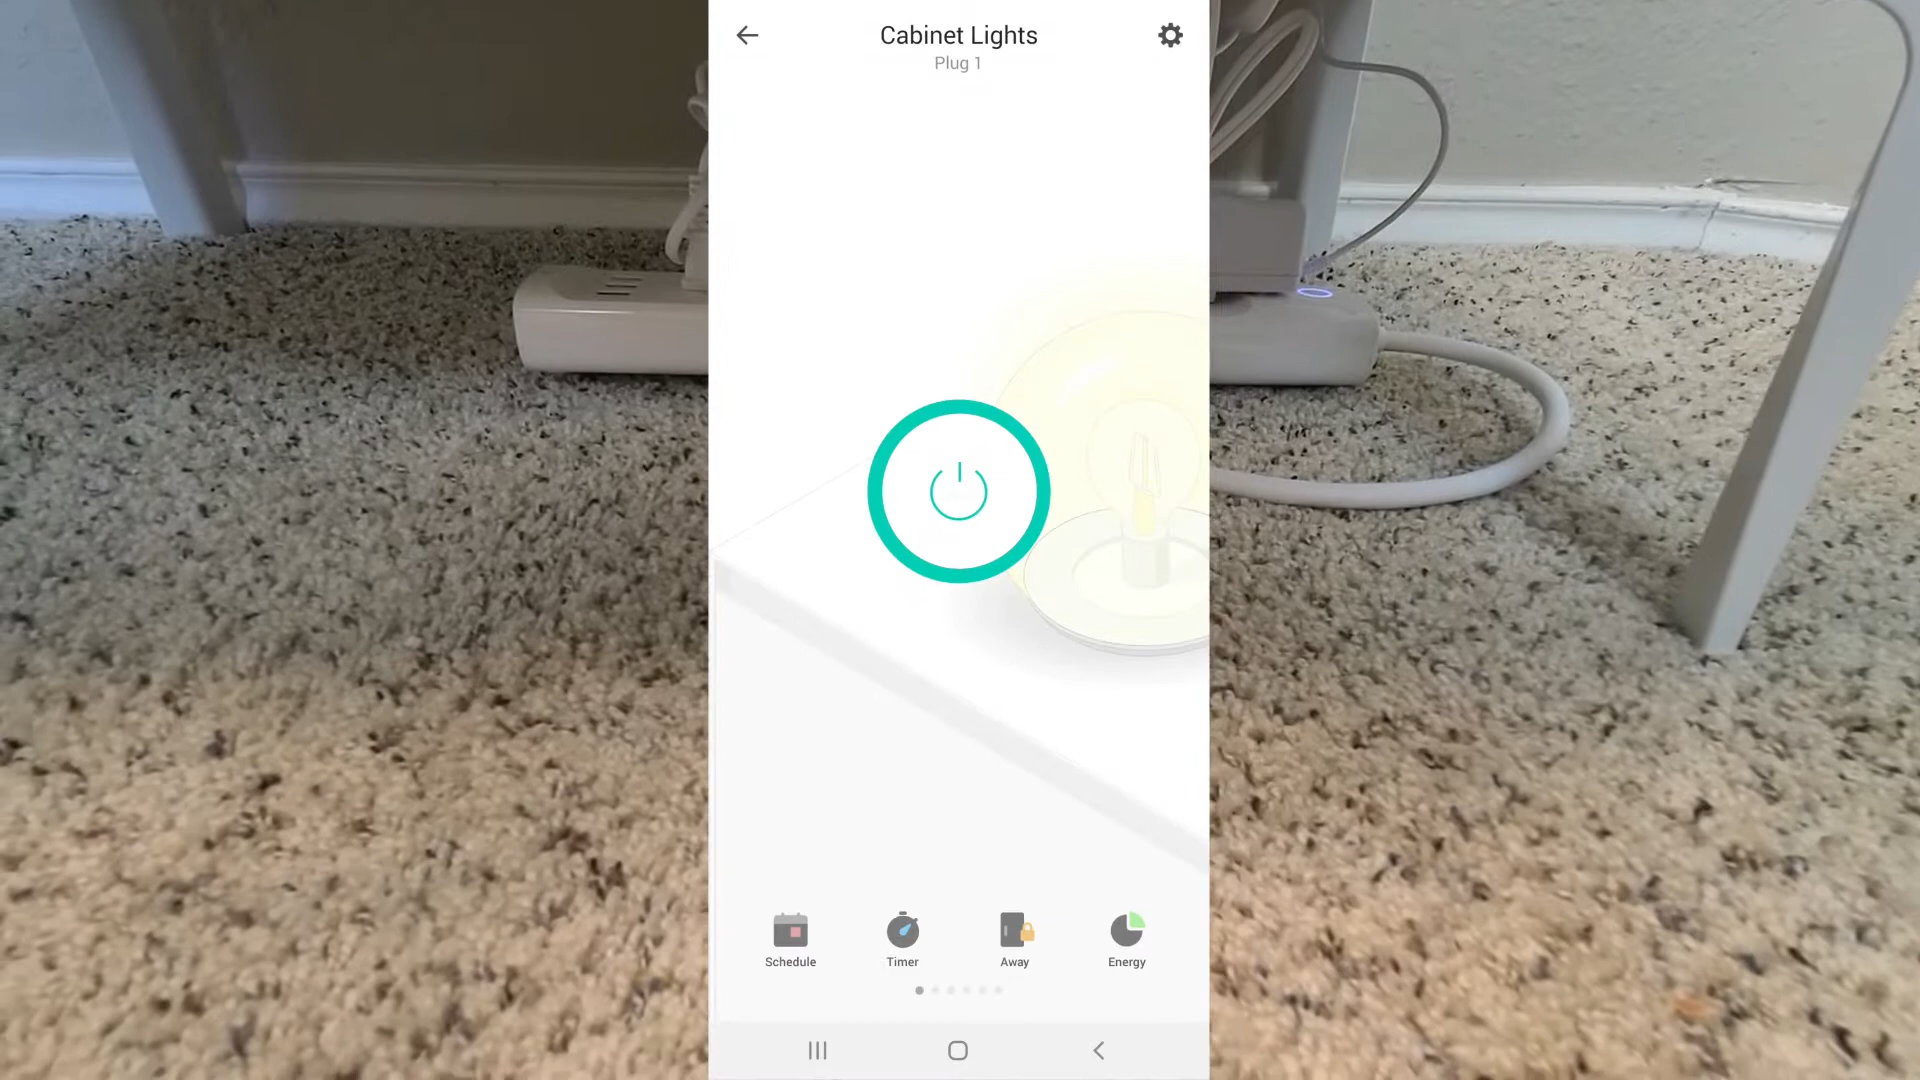 Cabinet Lights
Plug 1
Schedule
Timer
Away
Energy